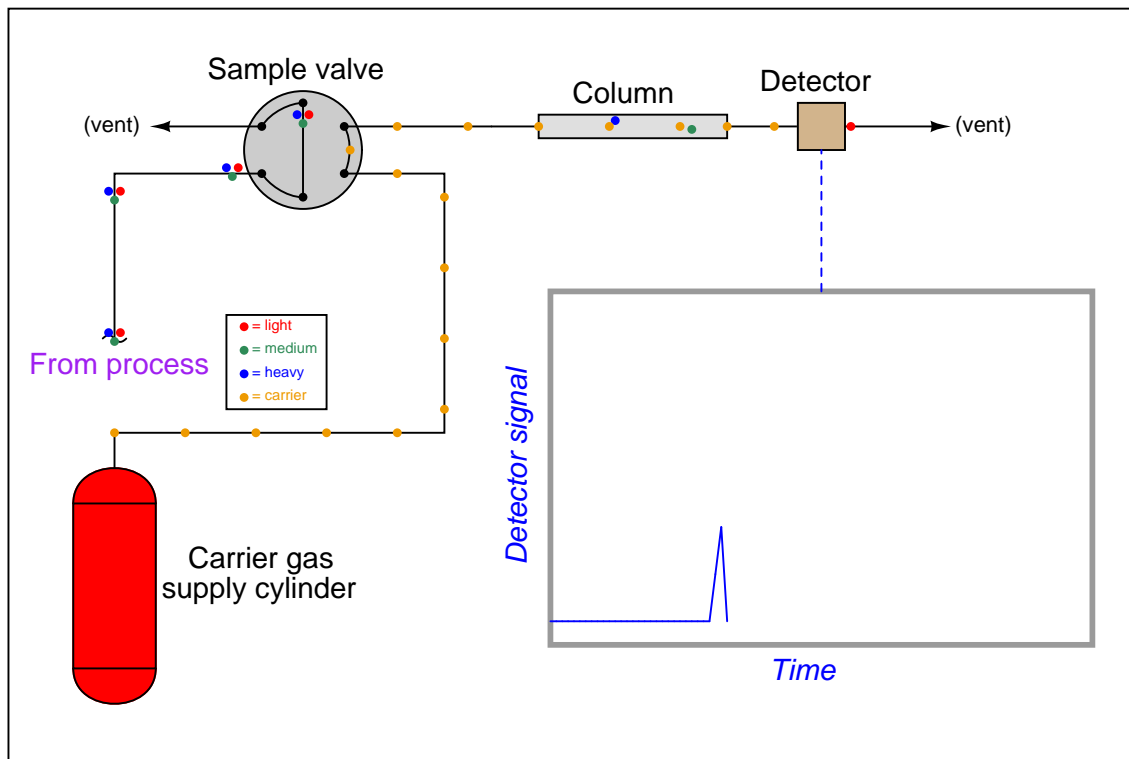 Sample valve
Column
Detector
(vent)
(vent)
= light
= medium
= heavy
= carrier
From process
Detector signal
Carrier gas
supply cylinder
Time